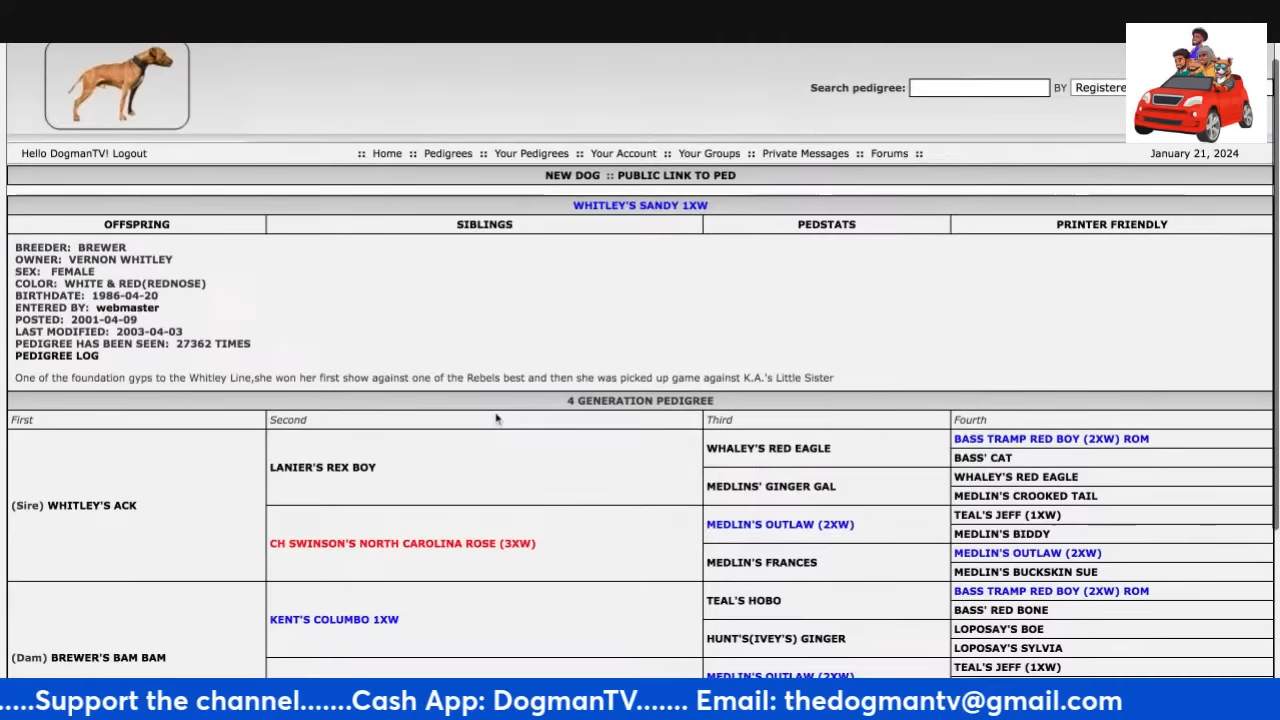 Search pedigree:
BY
Registere
Hello DogmanTV! Logout
:: Home :: Pedigrees :: Your Pedigrees :: Your Account :: Your Groups :: Private Messages :: Forums ::
January 21, 2024
NEW DOG :: PUBLIC LINK TO PED
WHITLEY'S SANDY 1XW
OFFSPRING
SIBLINGS
PEDSTATS
PRINTER FRIENDLY
BREEDER: BREWER
OWNER: VERNON WHITLEY
SEX: FEMALE
COLOR: WHITE & RED(REDNOSE)
BIRTHDATE: 1986-04-20
ENTERED BY: webmaster
POSTED: 2001-04-09
LAST MODIFIED: 2003-04-03
PEDIGREE HAS BEEN SEEN: 27362 TIMES
PEDIGREE LOG
One of the foundation gyps to the Whitley Line,she won her first show against one of the Rebels best and then she was picked up game against K.A.'s Little Sister
4 GENERATION PEDIGREE
First
Second
Third
Fourth
(Sire) WHITLEY'S ACK
LANIER'S REX BOY
CH SWINSON'S NORTH CAROLINA ROSE (3XW)
WHALEY'S RED EAGLE
MEDLINS' GINGER GAL
MEDLIN'S OUTLAW (2XW)
MEDLIN'S FRANCES
BASS TRAMP RED BOY (2XW) ROM
BASS' CAT
WHALEY'S RED EAGLE
MEDLIN'S CROOKED TAIL
TEAL'S JEFF (1XW)
MEDLIN'S BIDDY
MEDLIN'S OUTLAW (2XW)
MEDLIN'S BUCKSKIN SUE
(Dam) BREWER'S BAM BAM
KENT'S COLUMBO 1XW
TEAL'S HOBO
HUNT'S(IVEY'S) GINGER
MEDLIN'S OUTLAW (2XW)
BASS TRAMP RED BOY (2XW) ROM
BASS' RED BONE
LOPOSAY'S BOE
LOPOSAY'S SYLVIA
TEAL'S JEFF (1XW)
.....Support the channel.......Cash App: DogmanTV....... Email: thedogmantv@gmail.com